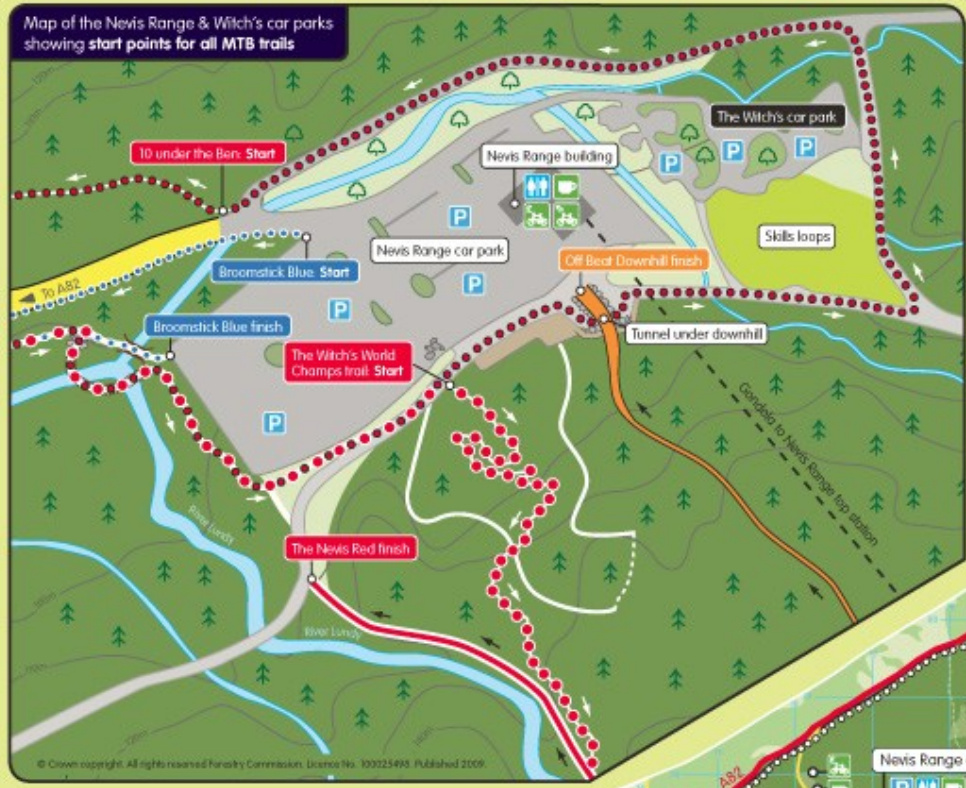 Map of the Nevis Range & Witch's car parks
showing start points for all MTB trails
The Witch's car park
10 under the Ben: Start
Nevis Range building
P
P
P
P
Skills loops
Nevis Range car park
Off Beat Downhill finish
Broomstick Blue: Start
P
To A82
P
Broomstick Blue finish
Tunnel under downhill
The Witch's World
Champs trail: Start
P
Gondola to Nevis Range top station
River Lundy
The Nevis Red finish
River Lundy
© Crown copyright. All rights reserved Forestry Commission. Licence No. 100025498. Published 2009.
A82
Nevis Range
P